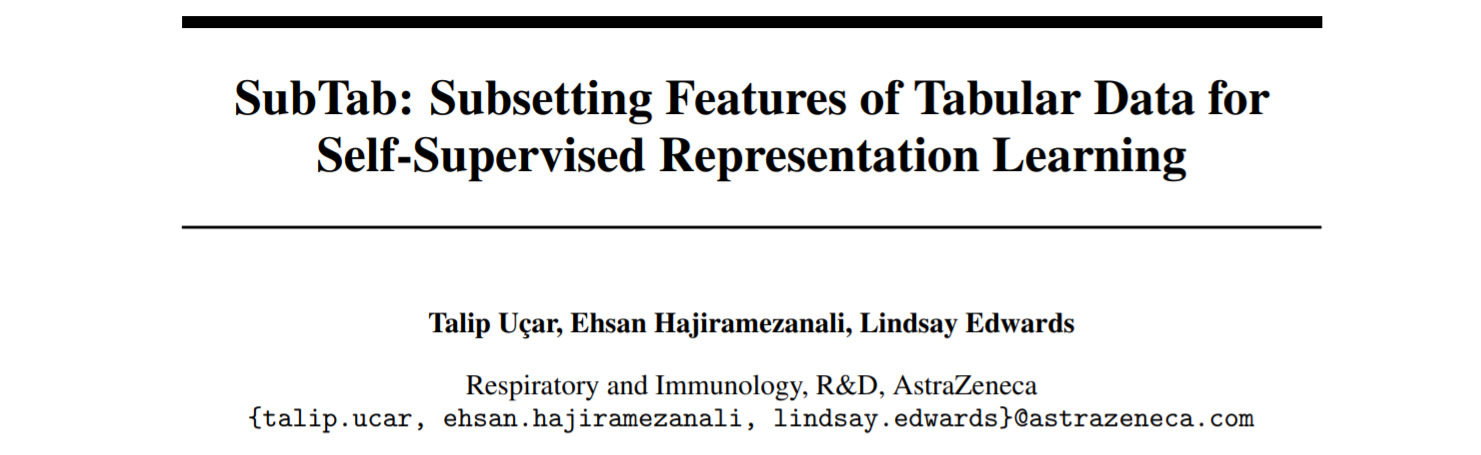 SubTab: Subsetting Features of Tabular Data for
Self-Supervised Representation Learning
Talip Uçar, Ehsan Hajiramezanali, Lindsay Edwards
Respiratory and Immunology, R&D, AstraZeneca
{talip.ucar, ehsan.hajiramezanali, lindsay.edwards}@astrazeneca.com